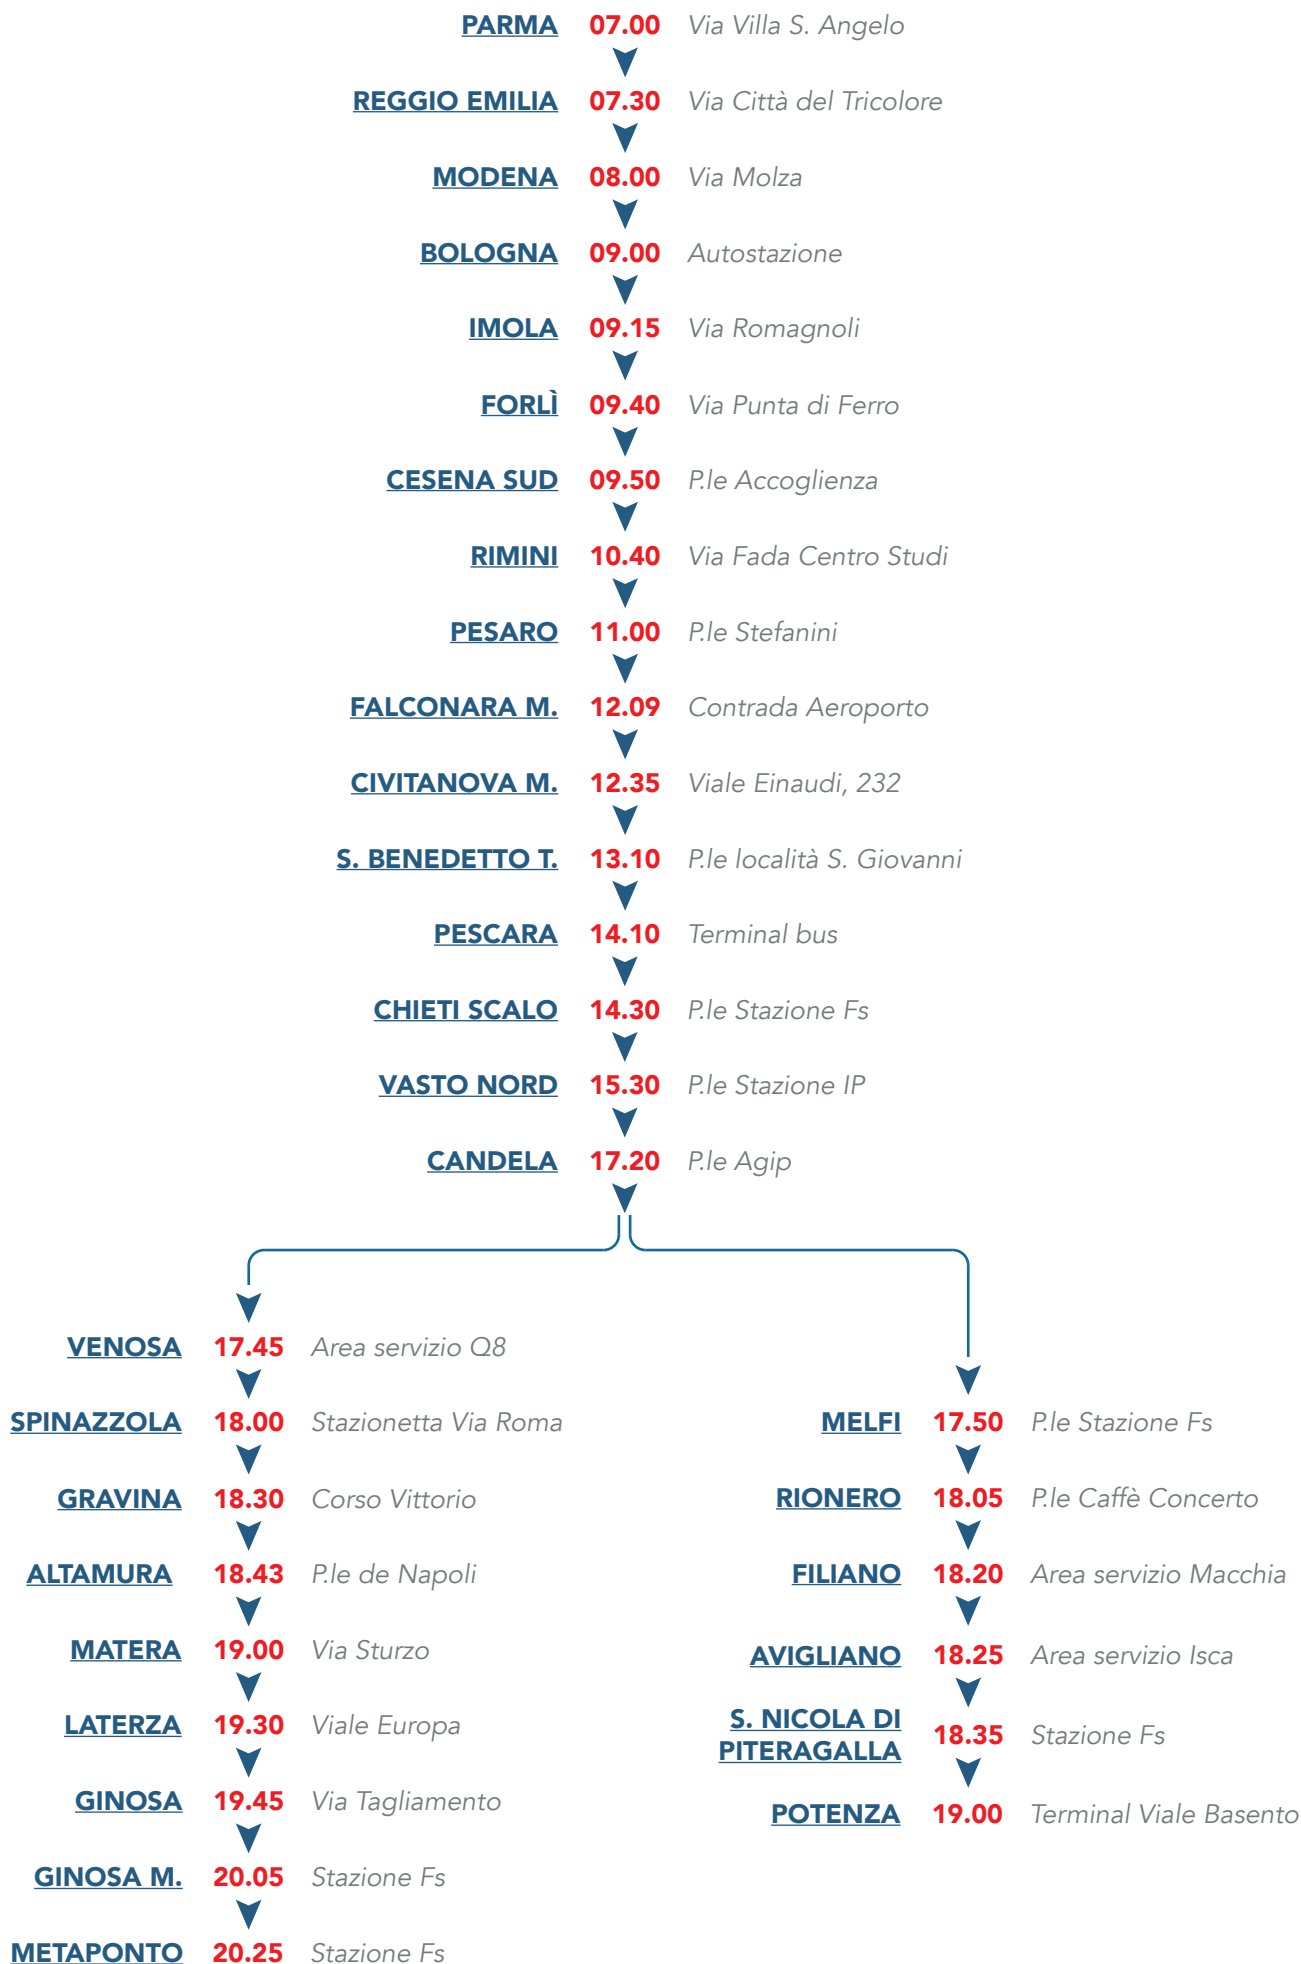 PARMA 07.00 Via Villa S. Angelo
REGGIO EMILIA 07.30 Via Città del Tricolore
MODENA 08.00 Via Molza
BOLOGNA 09.00 Autostazione
IMOLA 09.15 Via Romagnoli
FORLÌ 09.40 Via Punta di Ferro
CESENA SUD 09.50 P.le Accoglienza
RIMINI 10.40 Via Fada Centro Studi
PESARO 11.00 P.le Stefanini
FALCONARA M. 12.09 Contrada Aeroporto
CIVITANOVA M. 12.35 Viale Einaudi, 232
S. BENEDETTO T. 13.10 P.le località S. Giovanni
PESCARA 14.10 Terminal bus
CHIETI SCALO 14.30 P.le Stazione Fs
VASTO NORD 15.30 P.le Stazione IP
CANDELA 17.20 P.le Agip
VENOSA 17.45 Area servizio Q8
SPINAZZOLA 18.00 Stazionetta Via Roma
GRAVINA 18.30 Corso Vittorio
ALTAMURA 18.43 P.le de Napoli
MATERA 19.00 Via Sturzo
LATERZA 19.30 Viale Europa
GINOSA 19.45 Via Tagliamento
GINOSA M. 20.05 Stazione Fs
METAPONTO 20.25 Stazione Fs
MELFI 17.50 P.le Stazione Fs
RIONERO 18.05 P.le Caffè Concerto
FILIANO 18.20 Area servizio Macchia
AVIGLIANO 18.25 Area servizio Isca
S. NICOLA DI
PITERAGALLA 18.35 Stazione Fs
POTENZA 19.00 Terminal Viale Basento